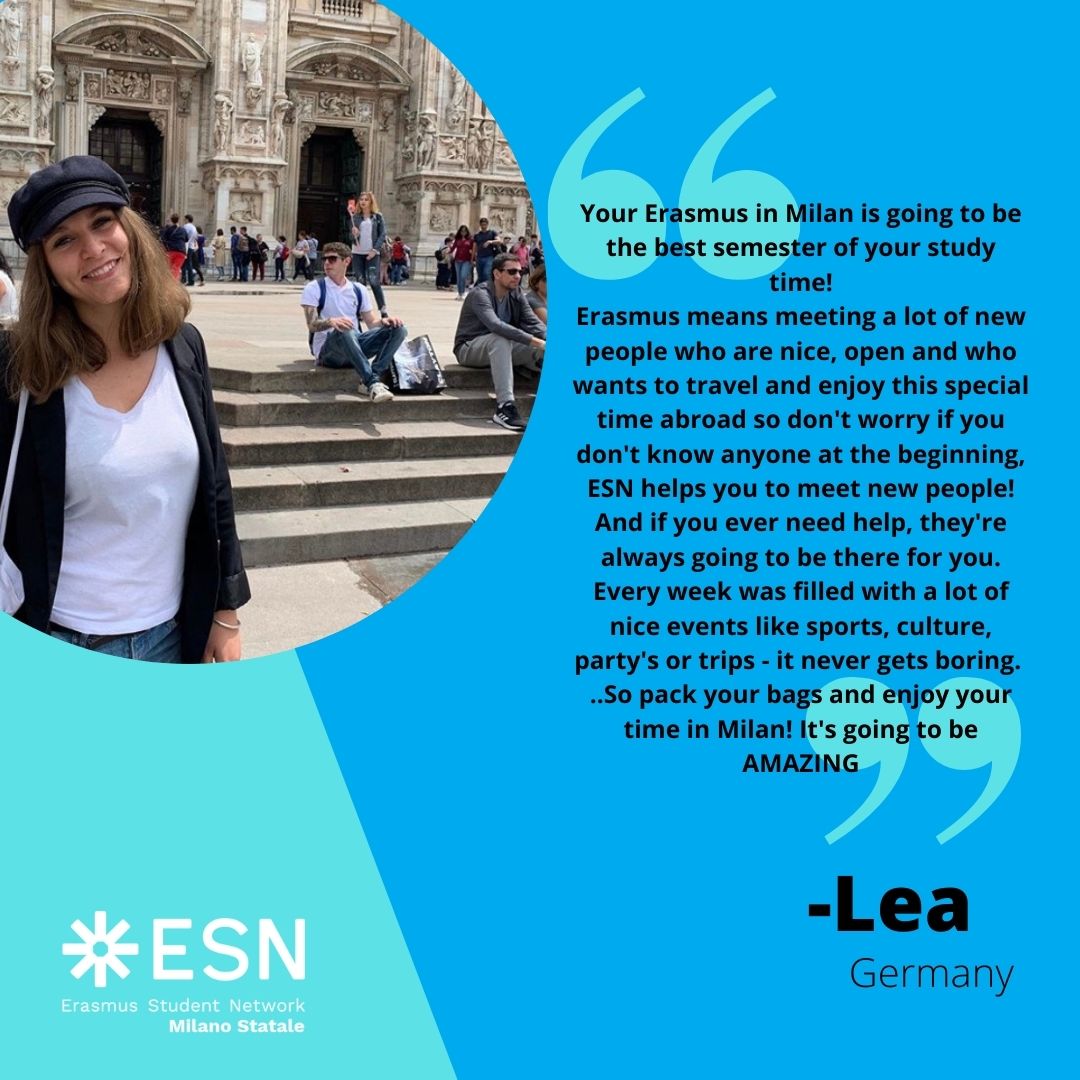 Your Erasmus in Milan is going to be
the best semester of your study
time!
Erasmus means meeting a lot of new
people who are nice, open and who
wants to travel and enjoy this special
time abroad so don't worry if you
don't know anyone at the beginning,
ESN helps you to meet new people!
And if you ever need help, they're
always going to be there for you.
Every week was filled with a lot of
nice events like sports, culture,
party's or trips - it never gets boring.
..So pack your bags and enjoy your
time in Milan! It's going to be
AMAZING
-Lea
Germany
ESN
Erasmus Student Network
Milano Statale